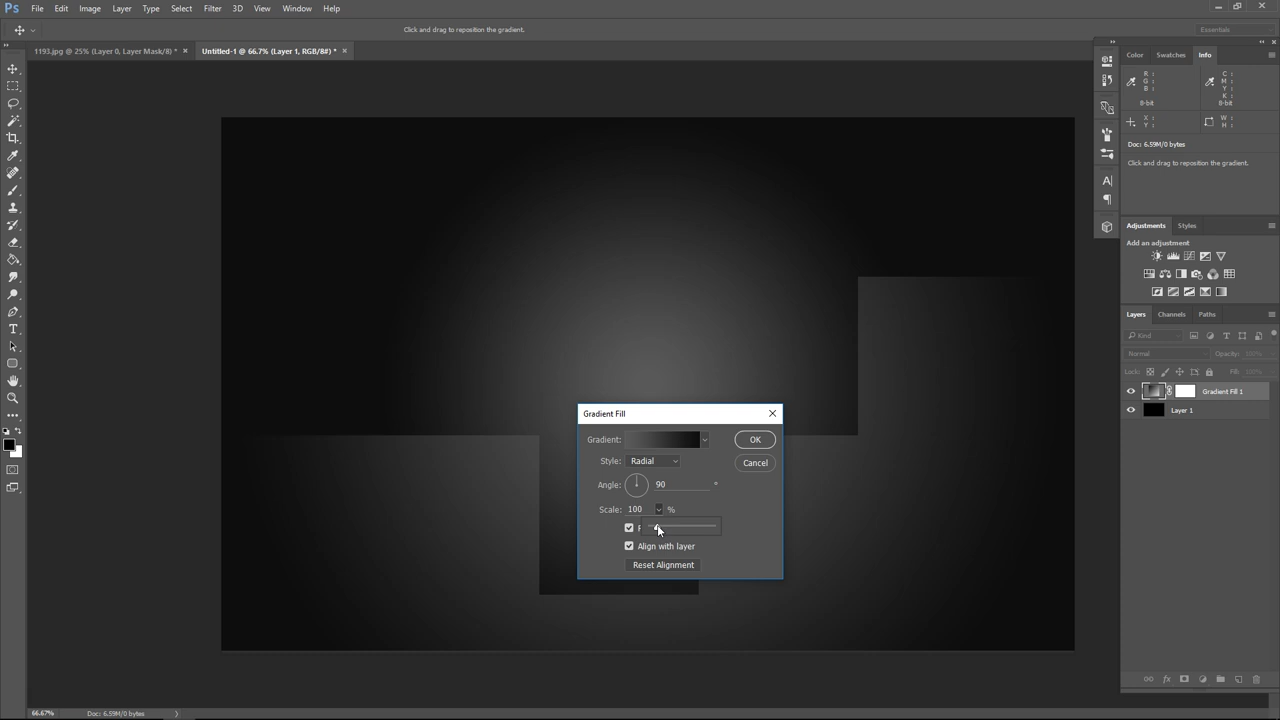 Ps File Edit Image Layer Type Select Filter 3D View Window Help
Click and drag to reposition the gradient.
Essentials
1193.jpg @ 25% (Layer 0, Layer Mask/8) * ×
Untitled-1 @ 66.7% (Layer 1, RGB/8#) * ×
Color Swatches Info
R :
G :
B :
8-bit
C :
M :
Y :
K :
8-bit
X :
Y :
W :
H :
Doc: 6.59M/0 bytes
Click and drag to reposition the gradient.
Adjustments Styles
Add an adjustment
Layers Channels Paths
Kind
Normal Opacity: 100%
Lock: Fill: 100%
Gradient Fill 1
Layer 1
Gradient Fill
Gradient: OK
Style: Radial Cancel
Angle: 90 °
Scale: 100 %
Align with layer
Reset Alignment
66.67% Doc: 6.59M/0 bytes